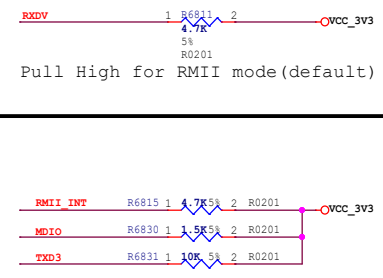 RXDV 1 R6811 2 VCC_3V3
4.7K
5%
R0201
Pull High for RMII mode(default)
RMII_INT R6815 1 4.7K 5% 2 R0201 VCC_3V3
MDIO R6830 1 1.5K 5% 2 R0201
TXD3 R6831 1 10K 5% 2 R0201